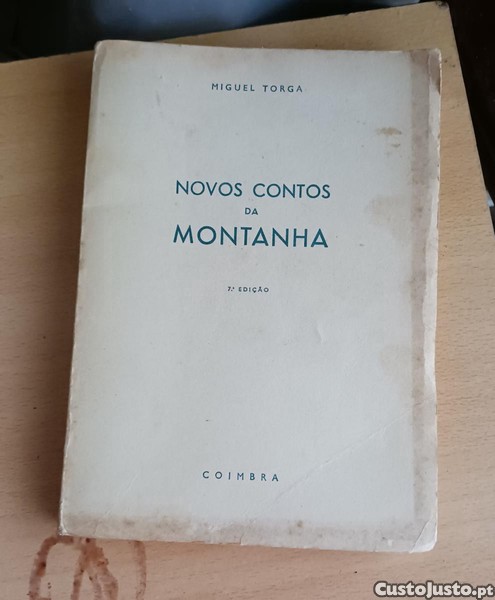 MIGUEL TORGA
NOVOS CONTOS
DA
MONTANHA
7.ª EDIÇÃO
COIMBRA
CustoJusto.pt